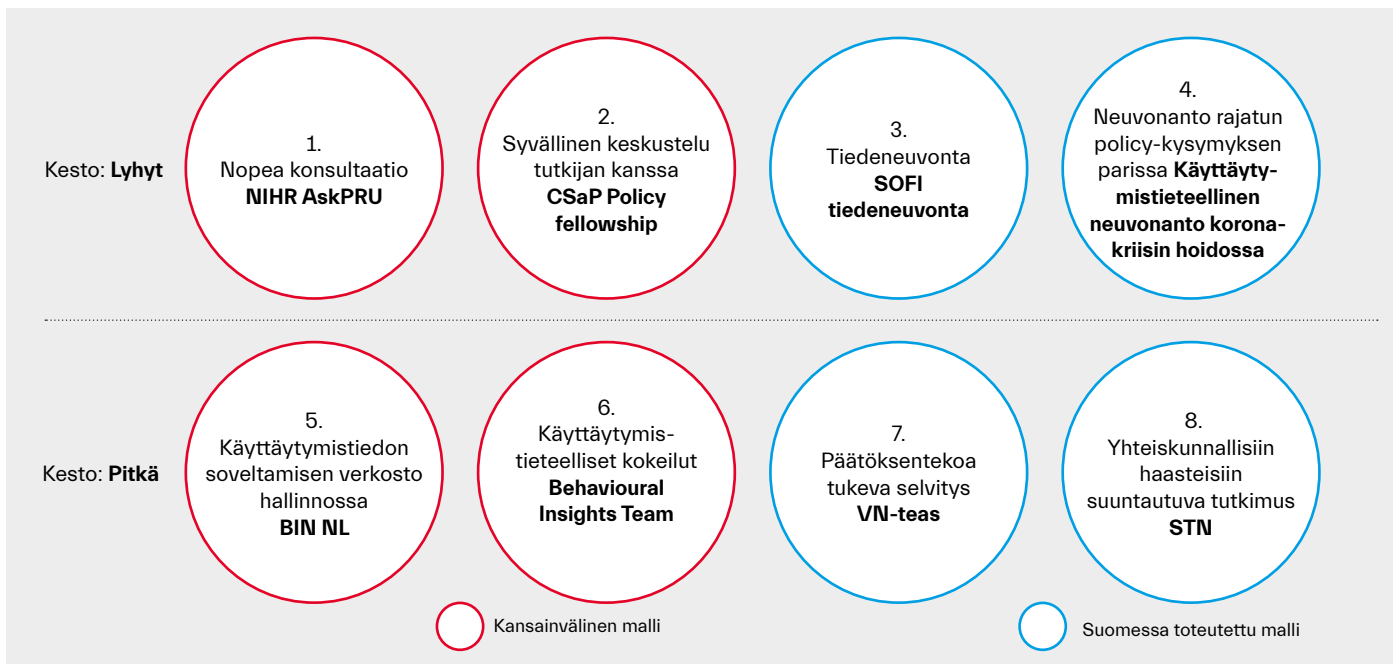 Kesto: Lyhyt
1.
Nopea konsultaatio
NIHR AskPRU
2.
Syvällinen keskustelu
tutkijan kanssa
CSaP Policy
fellowship
3.
Tiedeneuvonta
SOFI
tiedeneuvonta
4.
Neuvonanto rajatun
policy-kysymyksen
parissa Käyttäyty-
mistieteellinen
neuvonanto korona-
kriisin hoidossa
Kesto: Pitkä
5.
Käyttäytymistiedon
soveltamisen verkosto
hallinnossa
BIN NL
6.
Käyttäytymis-
tieteelliset kokeilut
Behavioural
Insights Team
7.
Päätöksentekoa
tukeva selvitys
VN-teas
8.
Yhteiskunnallisiin
haasteisiin
suuntautuva tutkimus
STN
Kansainvälinen malli
Suomessa toteutettu malli